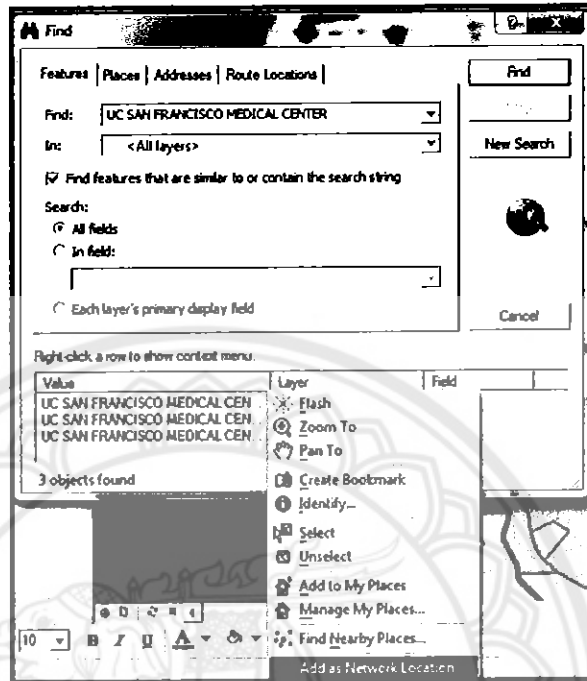 Find
Features Places Addresses Route Locations
Find
Find: UC SAN FRANCISCO MEDICAL CENTER
In: <All layers>
New Search
Find features that are similar to or contain the search string
Search:
All fields
In field:
Each layer's primary display field
Cancel
Right-click a row to show context menu.
Value Layer Field
UC SAN FRANCISCO MEDICAL CEN
UC SAN FRANCISCO MEDICAL CEN
UC SAN FRANCISCO MEDICAL CEN
3 objects found
Flash
Zoom To
Pan To
Create Bookmark
Identify...
Select
Unselect
Add to My Places
Manage My Places...
Find Nearby Places...
Add as Network Location
10 B I U A